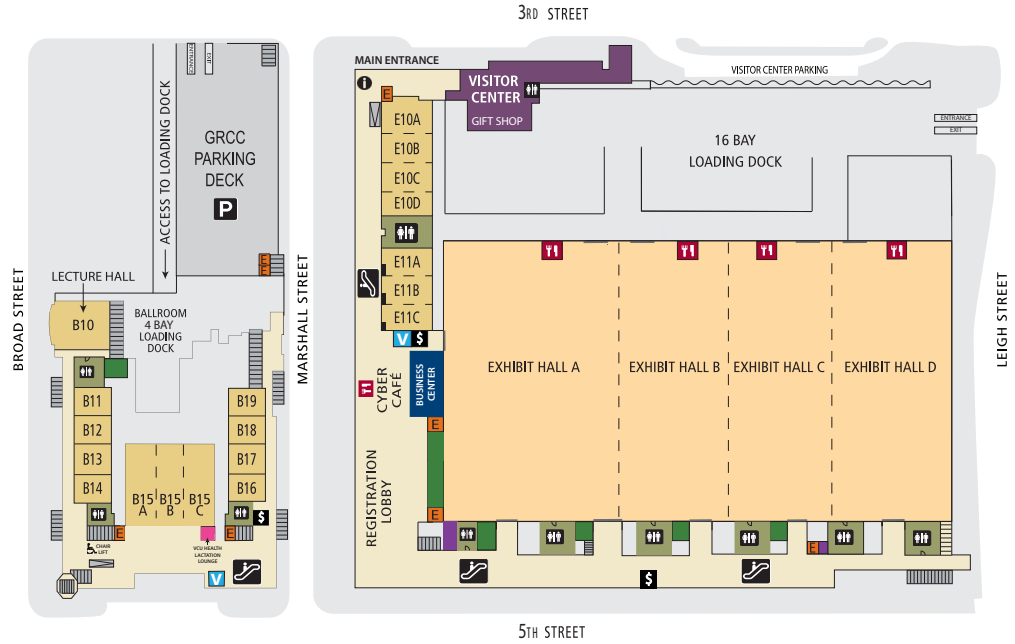 3RD STREET
MAIN ENTRANCE
VISITOR
CENTER
GIFT SHOP
VISITOR CENTER PARKING
ENTRANCE
EXIT
16 BAY
LOADING DOCK
ENTRANCE
EXIT
ACCESS TO LOADING DOCK
GRCC
PARKING
DECK
P
E
E
i
E
E10A
E10B
E10C
E10D
E11A
E11B
E11C
V
$
BROAD STREET
MARSHALL STREET
LEIGH STREET
LECTURE HALL
B10
BALLROOM
4 BAY
LOADING
DOCK
B11
B12
B13
B14
B15
A
B15
B
B15
C
B19
B18
B17
B16
$
E
E
CHAIR
LIFT
VCU HEALTH
LACTATION
LOUNGE
V
CYBER
CAFÉ
BUSINESS
CENTER
E
E
REGISTRATION
LOBBY
EXHIBIT HALL A
EXHIBIT HALL B
EXHIBIT HALL C
EXHIBIT HALL D
E
$
5TH STREET